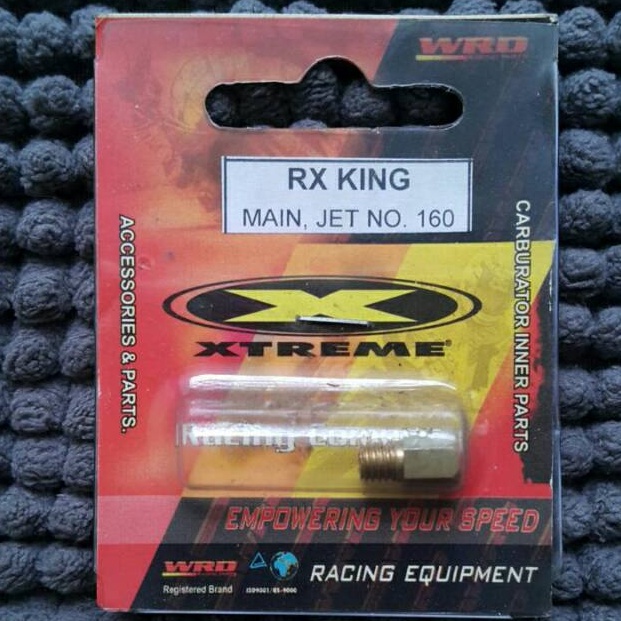 WRD
RX KING
MAIN, JET NO. 160
ACCESSORIES & PARTS.
CARBURATOR INNER PARTS
X
XTREME
Racing
EMPOWERING YOUR SPEED
WRD
Registered Brand
RACING EQUIPMENT